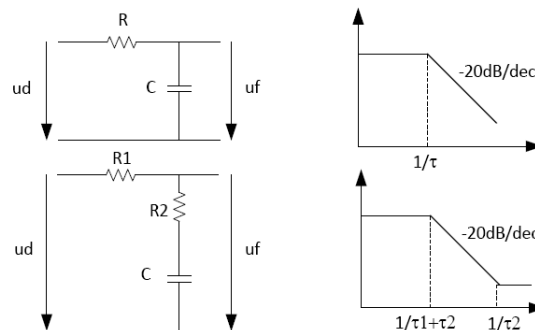 R
ud
C
uf
-20dB/dec
1/τ
R1
R2
ud
C
uf
-20dB/dec
1/τ1+τ2
1/τ2